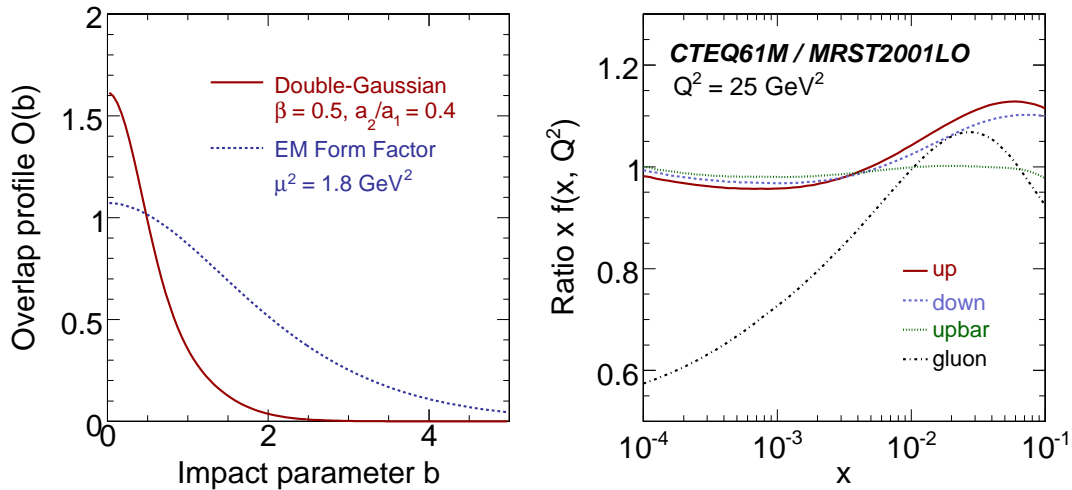 2
1.5
1
0.5
0
Overlap profile O(b)
Double-Gaussian
β = 0.5, a₂/a₁ = 0.4
EM Form Factor
μ² = 1.8 GeV²
0 2 4
Impact parameter b
1.2
1
0.8
0.6
Ratio x f(x, Q²)
CTEQ61M / MRST2001LO
Q² = 25 GeV²
up
down
upbar
gluon
10⁻⁴ 10⁻³ 10⁻² 10⁻¹
x